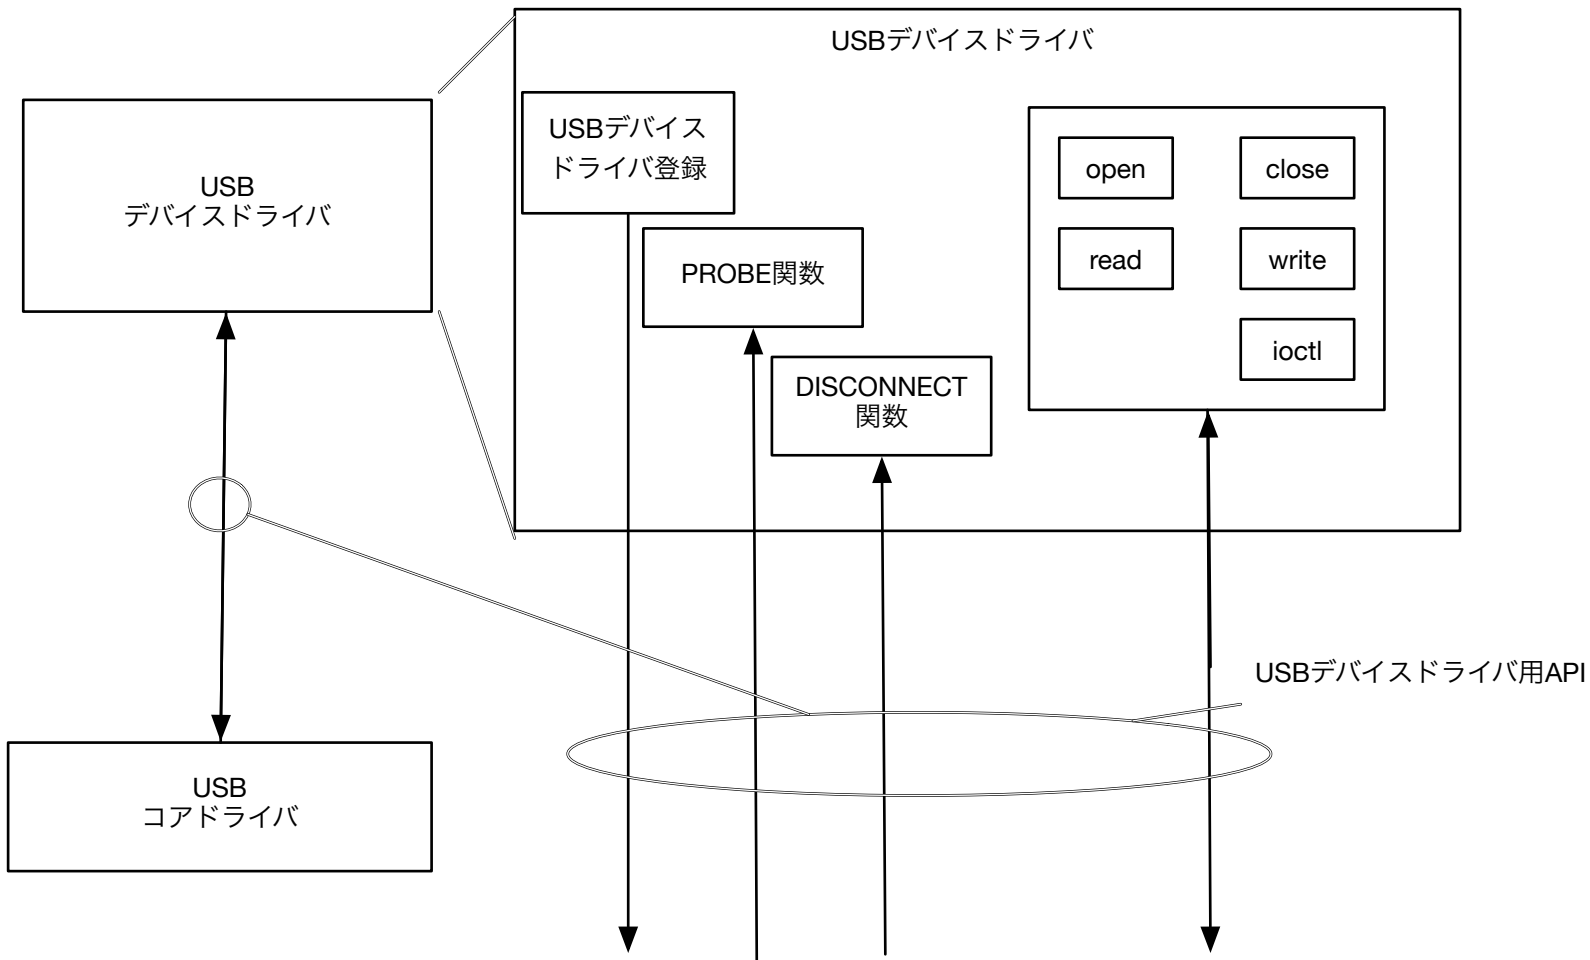 USBデバイスドライバ
USBデバイス
ドライバ登録
open
close
USB
デバイスドライバ
read
write
PROBE関数
ioctl
DISCONNECT
関数
USBデバイスドライバ用API
USB
コアドライバ